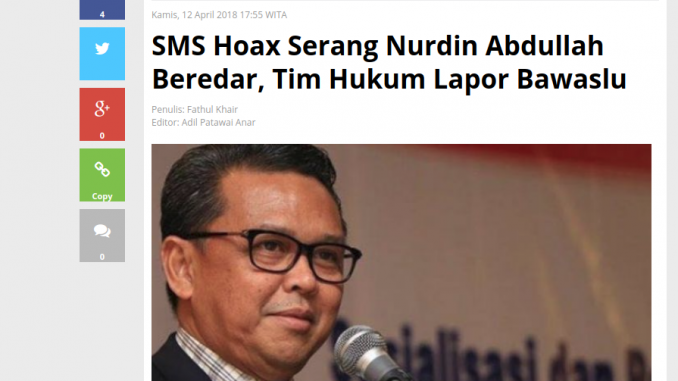 4
Kamis, 12 April 2018 17:55 WITA
SMS Hoax Serang Nurdin Abdullah
Beredar, Tim Hukum Lapor Bawaslu
Penulis: Fathul Khair
Editor: Adil Patawai Anar
g+
0
Copy
0
Sosialisasi dan P